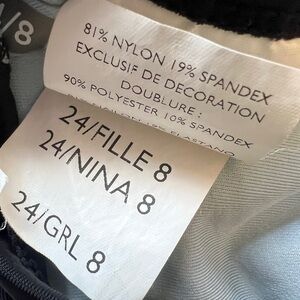 /8
81% NYLON 19% SPANDEX
EXCLUSIF DE DECORATION
DOUBLURE :
90% POLYESTER 10% SPANDEX
24/FILLE 8
24/NINA 8
24/GRL 8